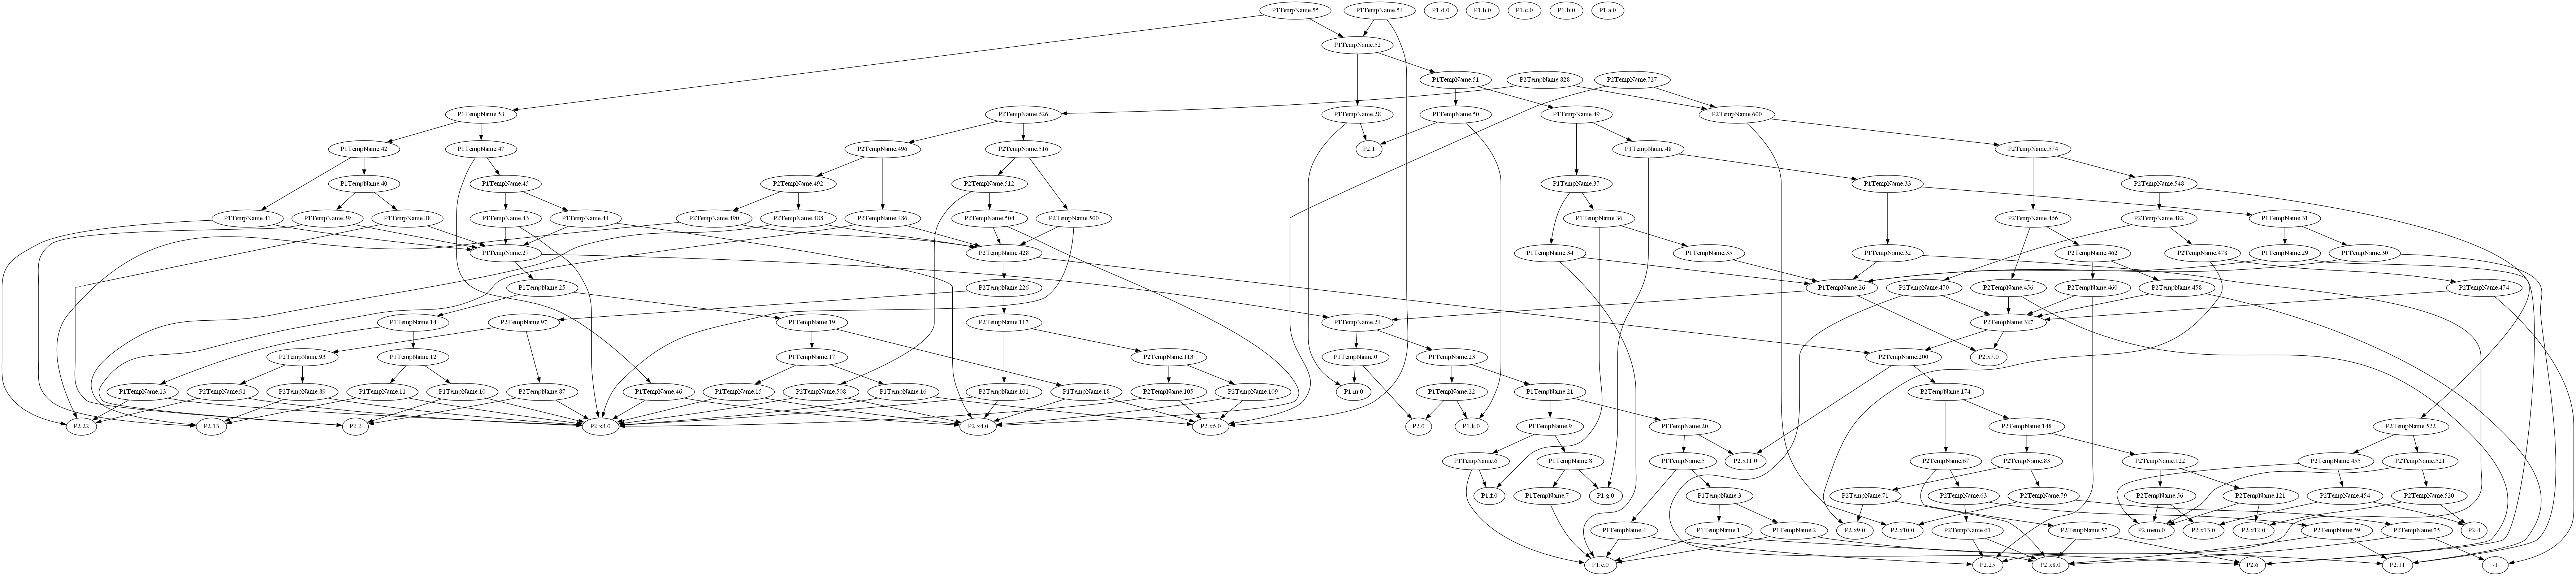 P1TempName.55 P1TempName.54 P1.d.0 P1.h.0 P1.c.0 P1.b.0 P1.a.0
P1TempName.52
P1TempName.51 P2TempName.828 P2TempName.727
P1TempName.53 P2TempName.626 P1TempName.28 P1TempName.50 P1TempName.49 P2TempName.600
P1TempName.42 P1TempName.47 P2TempName.496 P2TempName.516 P2.1 P1TempName.48 P2TempName.574
P1TempName.40 P1TempName.45 P2TempName.492 P2TempName.512 P1TempName.37 P1TempName.33 P2TempName.548
P1TempName.41 P1TempName.39 P1TempName.38 P1TempName.43 P1TempName.44 P2TempName.490 P2TempName.488 P2TempName.486 P2TempName.504 P2TempName.500 P1TempName.36 P2TempName.466 P2TempName.482 P1TempName.31
P1TempName.27 P2TempName.428 P1TempName.34 P1TempName.35 P1TempName.32 P2TempName.462 P2TempName.478 P1TempName.29 P1TempName.30
P1TempName.25 P2TempName.226 P1TempName.26 P2TempName.470 P2TempName.456 P2TempName.460 P2TempName.458 P2TempName.474
P1TempName.14 P2TempName.97 P1TempName.19 P2TempName.117 P1TempName.24 P2TempName.327
P2TempName.93 P1TempName.12 P1TempName.17 P2TempName.113 P1TempName.0 P1TempName.23 P2TempName.200 P2.x7.0
P1TempName.13 P2TempName.91 P2TempName.89 P1TempName.11 P1TempName.10 P2TempName.87 P1TempName.46 P1TempName.15 P2TempName.508 P1TempName.16 P2TempName.101 P1TempName.18 P2TempName.105 P2TempName.109 P1.m.0 P1TempName.22 P1TempName.21 P2TempName.174
P2.22 P2.13 P2.2 P2.x3.0 P2.x4.0 P2.x6.0 P2.0 P1.k.0 P1TempName.9 P1TempName.20 P2TempName.148 P2TempName.522
P1TempName.6 P1TempName.8 P1TempName.5 P2.x11.0 P2TempName.67 P2TempName.83 P2TempName.122 P2TempName.455 P2TempName.521
P1.f.0 P1TempName.7 P1.g.0 P1TempName.3 P2TempName.71 P2TempName.63 P2TempName.79 P2TempName.56 P2TempName.121 P2TempName.454 P2TempName.520
P1TempName.4 P1TempName.1 P1TempName.2 P2.x9.0 P2.x10.0 P2TempName.61 P2TempName.57 P2.mem.0 P2.x13.0 P2.x12.0 P2TempName.59 P2TempName.75 P2.4
P1.e.0 P2.25 P2.x8.0 P2.6 P2.11 -1